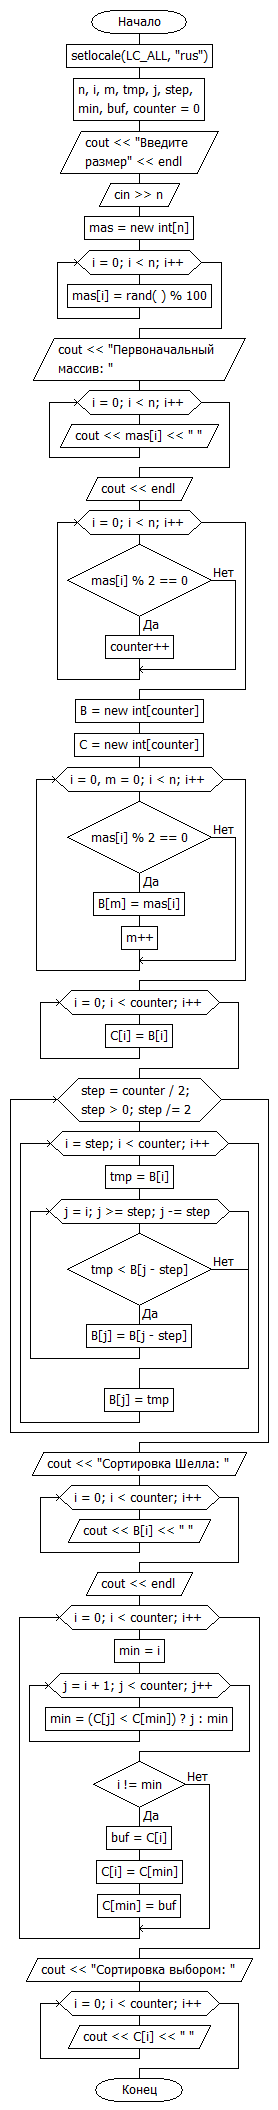 Начало
setlocale(LC_ALL, "rus")
n, i, m, tmp, j, step,
min, buf, counter = 0
cout << "Введите
размер" << endl
cin >> n
mas = new int[n]
i = 0; i < n; i++
mas[i] = rand( ) % 100
cout << "Первоначальный
массив: "
i = 0; i < n; i++
cout << mas[i] << " "
cout << endl
i = 0; i < n; i++
mas[i] % 2 == 0
Нет
Да
counter++
B = new int[counter]
C = new int[counter]
i = 0, m = 0; i < n; i++
mas[i] % 2 == 0
Нет
Да
B[m] = mas[i]
m++
i = 0; i < counter; i++
C[i] = B[i]
step = counter / 2;
step > 0; step /= 2
i = step; i < counter; i++
tmp = B[i]
j = i; j >= step; j -= step
tmp < B[j - step]
Нет
Да
B[j] = B[j - step]
B[j] = tmp
cout << "Сортировка Шелла: "
i = 0; i < counter; i++
cout << B[i] << " "
cout << endl
i = 0; i < counter; i++
min = i
j = i + 1; j < counter; j++
min = (C[j] < C[min]) ? j : min
i != min
Нет
Да
buf = C[i]
C[i] = C[min]
C[min] = buf
cout << "Сортировка выбором: "
i = 0; i < counter; i++
cout << C[i] << " "
Конец